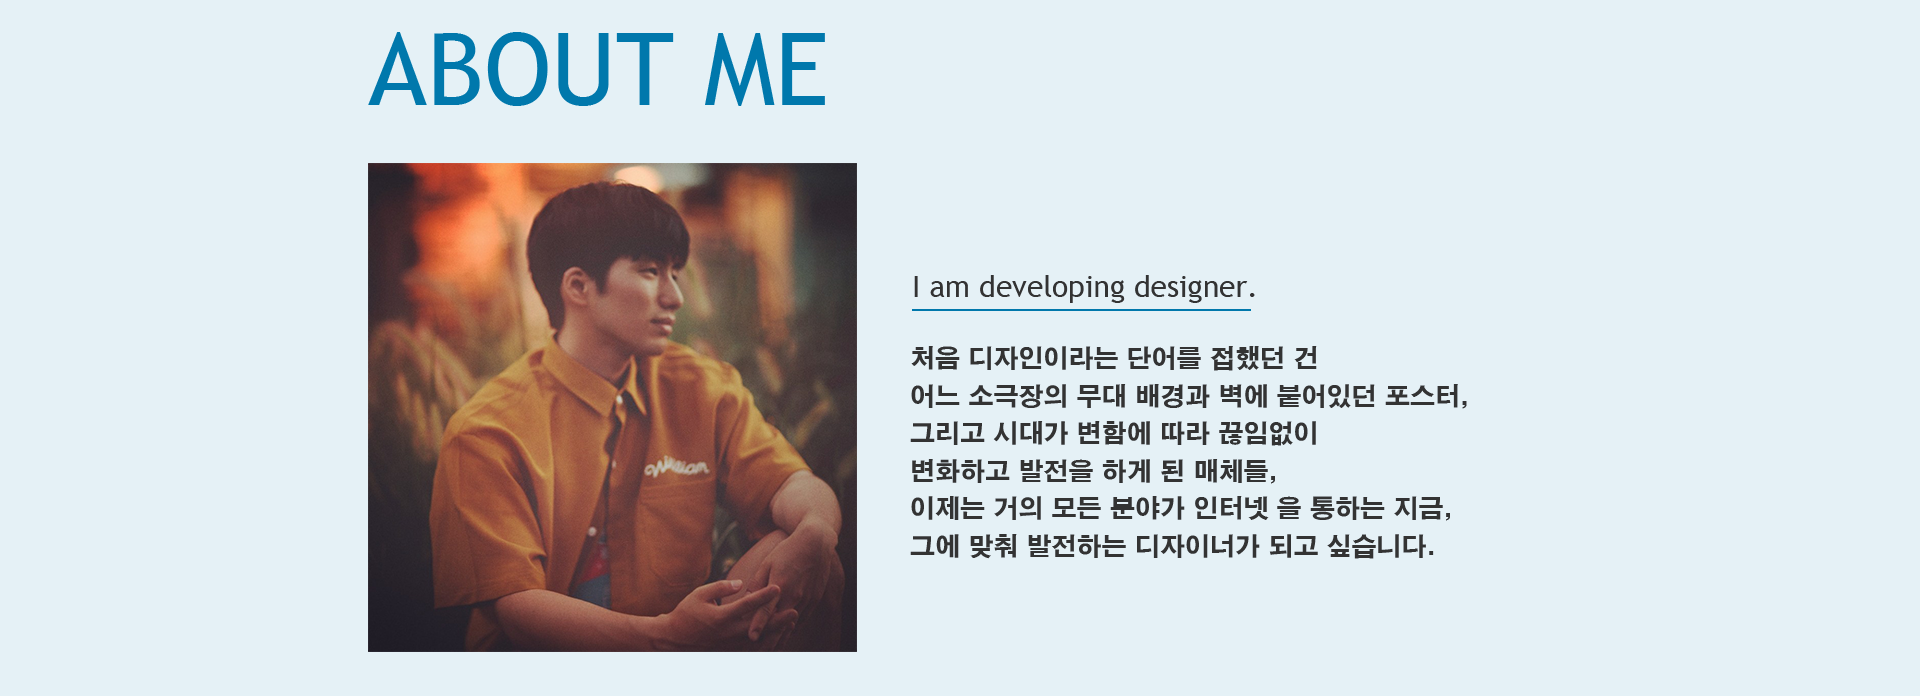 ABOUT ME
I am developing designer.
처음 디자인이라는 단어를 접했던 건
어느 소극장의 무대 배경과 벽에 붙어있던 포스터,
그리고 시대가 변함에 따라 끊임없이
변화하고 발전을 하게 된 매체들,
이제는 거의 모든 분야가 인터넷 을 통하는 지금,
그에 맞춰 발전하는 디자이너가 되고 싶습니다.